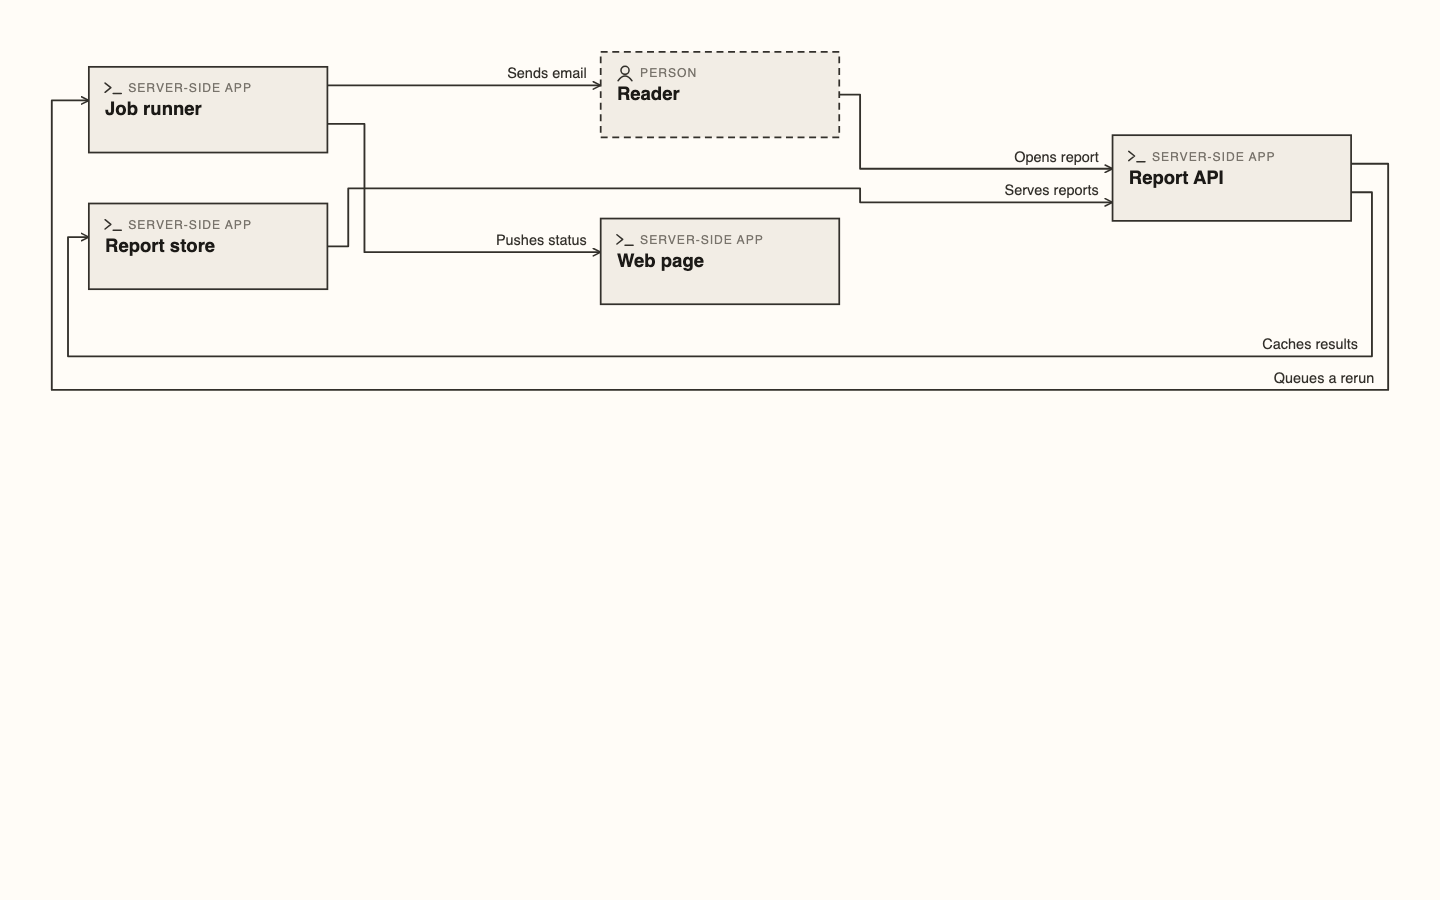 SERVER-SIDE APP
Job runner
Sends email
PERSON
Reader
Opens report
SERVER-SIDE APP
Report API
Serves reports
SERVER-SIDE APP
Report store
Pushes status
SERVER-SIDE APP
Web page
Caches results
Queues a rerun